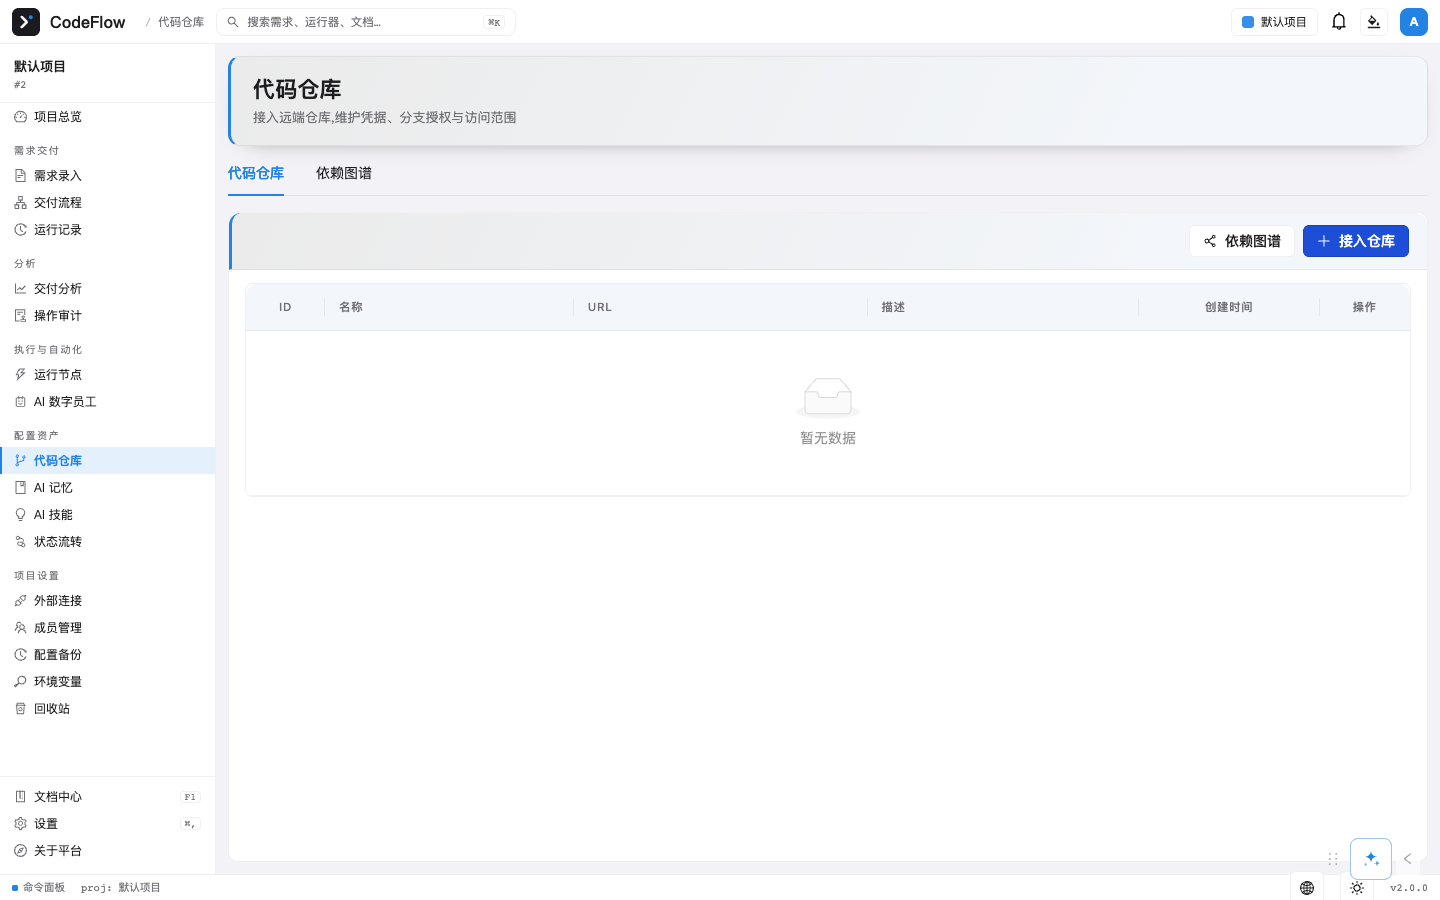 CodeFlow
/ 代码仓库
搜索需求、运行器、文档...
⌘K
默认项目
A
默认项目
#2
项目总览
需求交付
需求录入
交付流程
运行记录
分析
交付分析
操作审计
执行与自动化
运行节点
AI 数字员工
配置资产
代码仓库
AI 记忆
AI 技能
状态流转
项目设置
外部连接
成员管理
配置备份
环境变量
回收站
文档中心 F1
设置 ⌘,
关于平台
代码仓库
接入远端仓库,维护凭据、分支授权与访问范围
代码仓库 依赖图谱
依赖图谱 接入仓库
ID 名称 URL 描述 创建时间 操作
暂无数据
命令面板 proj: 默认项目
v2.0.0